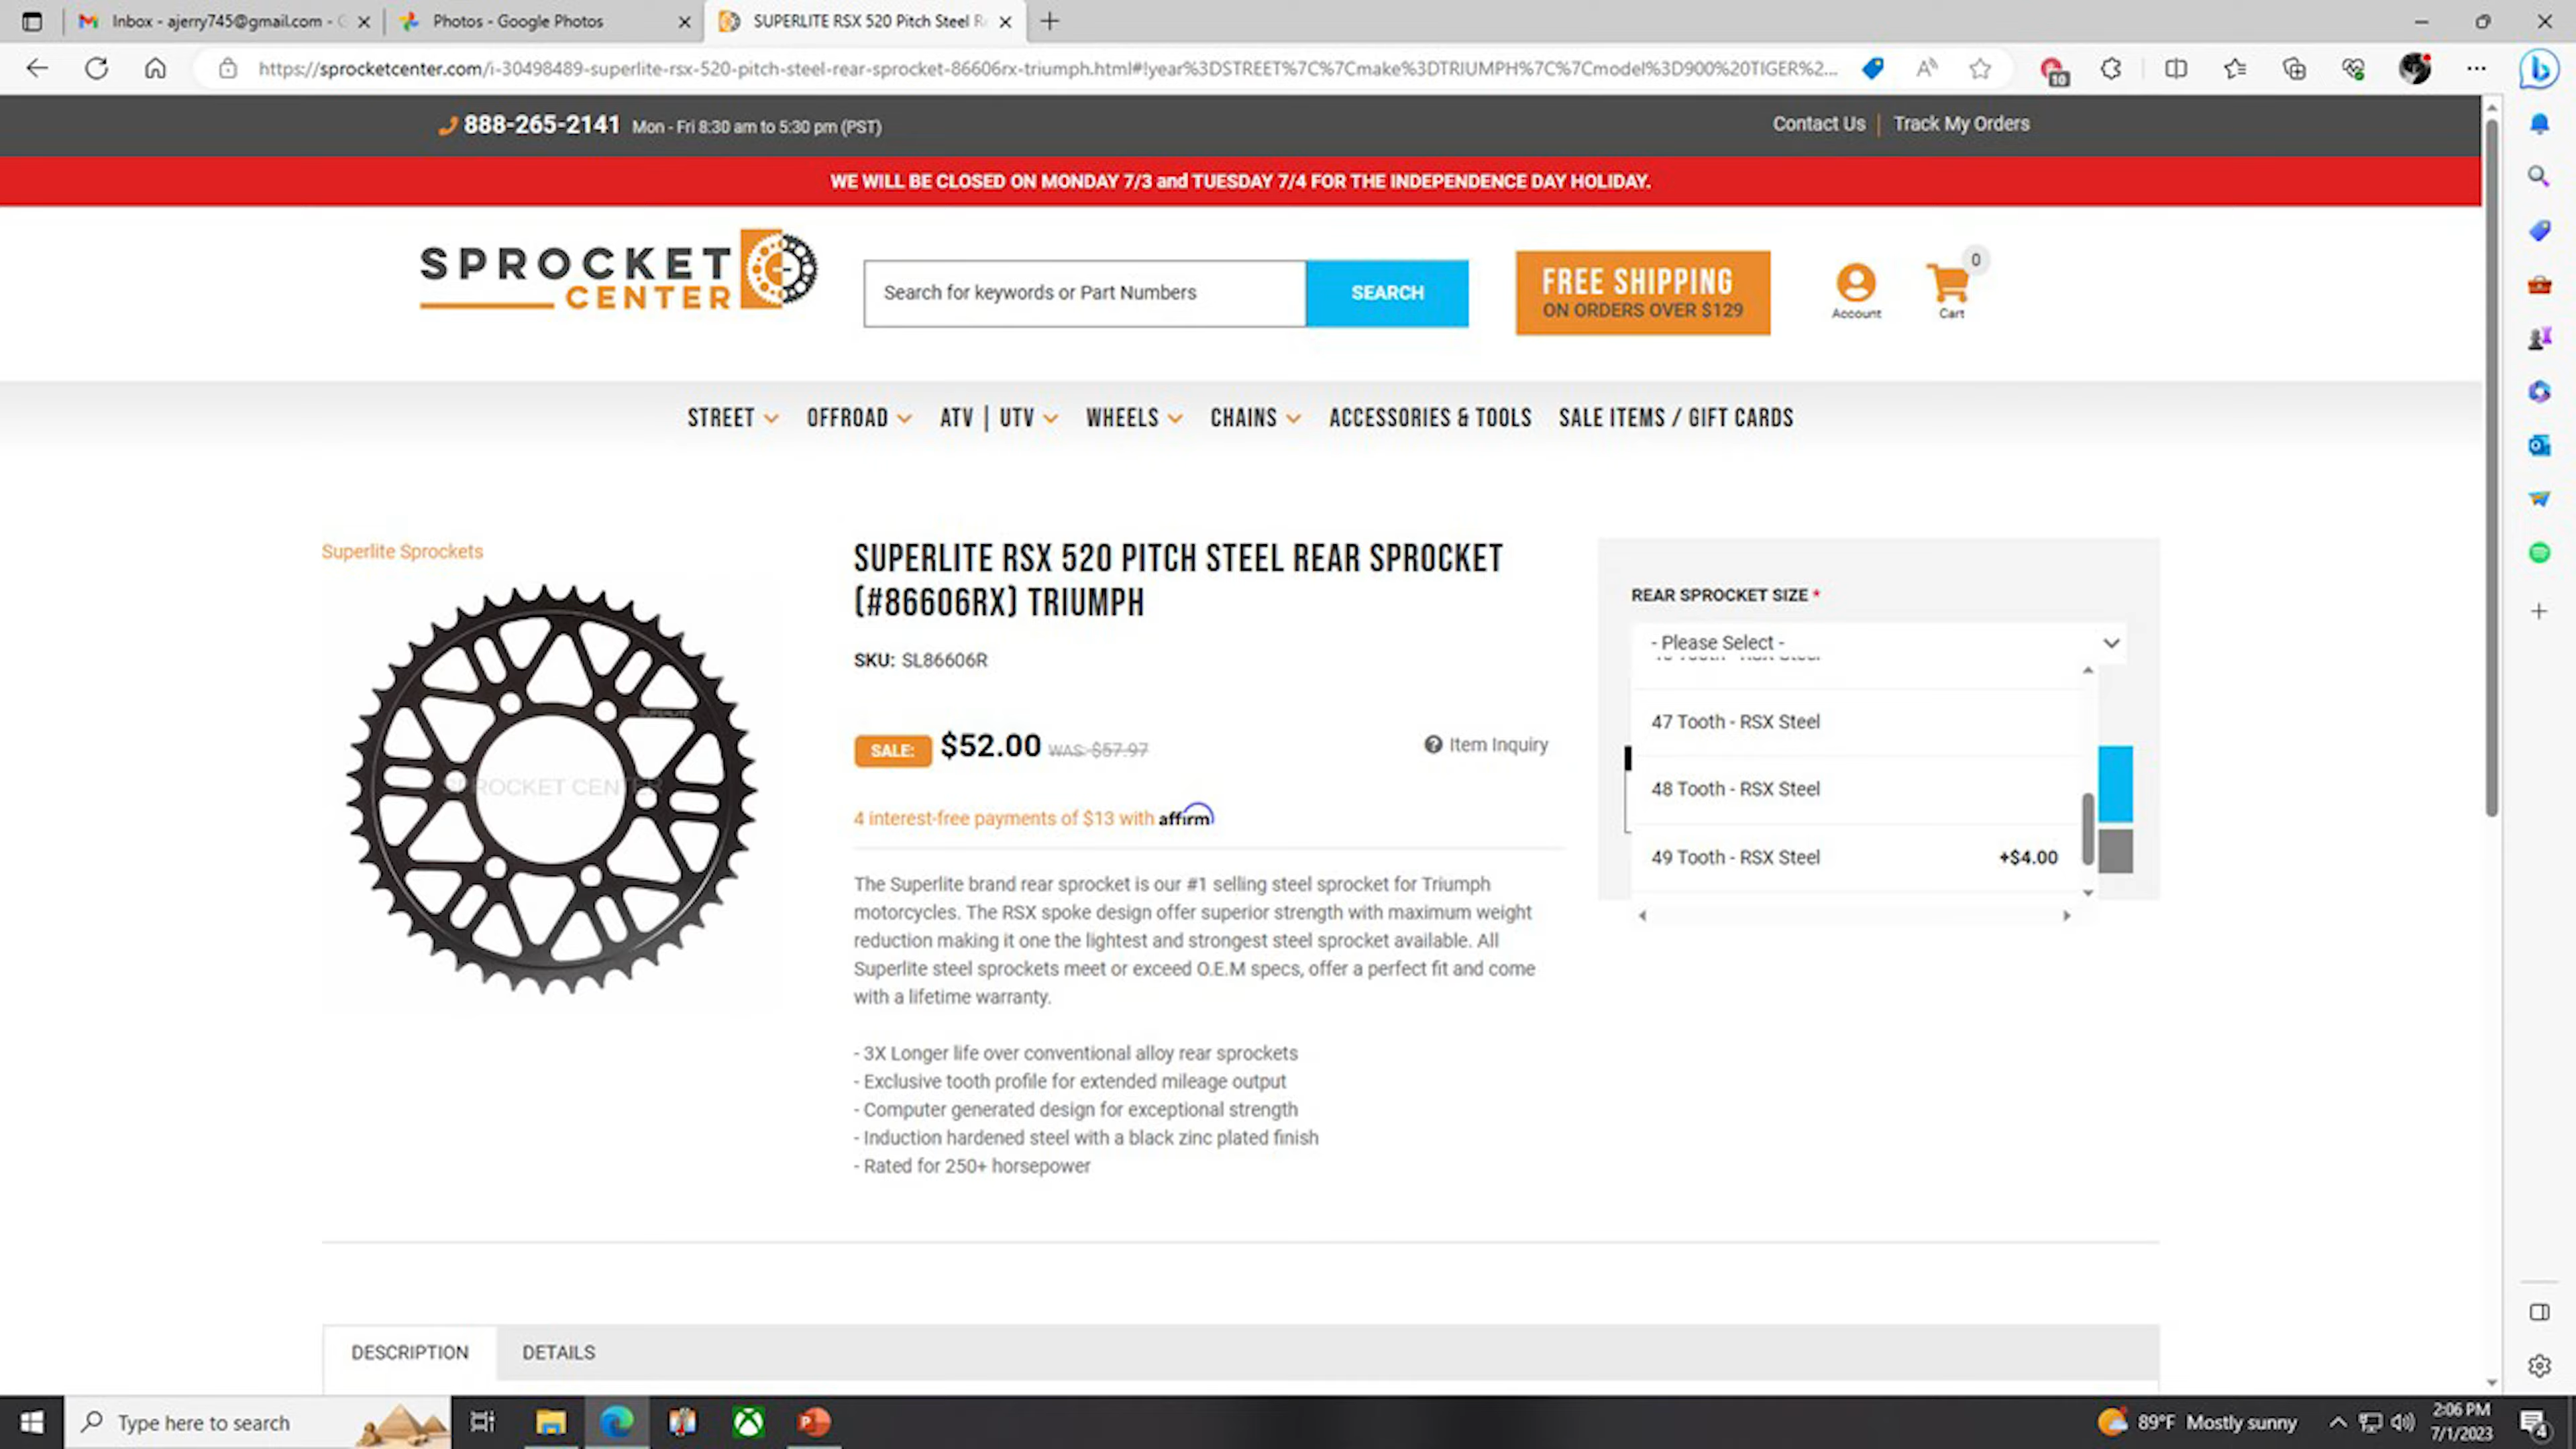 Inbox - ajerry745@gmail.com -
Photos - Google Photos
SUPERLITE RSX 520 Pitch Steel R
https://sprocketcenter.com/i-30498489-superlite-rsx-520-pitch-steel-rear-sprocket-86606rx-triumph.html#!year%3DSTREET%7C%7Cmake%3DTRIUMPH%7C%7Cmodel%3D900%20TIGER%2...
10
888-265-2141 Mon - Fri 8:30 am to 5:30 pm (PST)
Contact Us | Track My Orders
WE WILL BE CLOSED ON MONDAY 7/3 and TUESDAY 7/4 FOR THE INDEPENDENCE DAY HOLIDAY.
SPROCKET
CENTER
Search for keywords or Part Numbers
SEARCH
FREE SHIPPING
ON ORDERS OVER $129
Account
0
Cart
STREET OFFROAD ATV | UTV WHEELS CHAINS ACCESSORIES & TOOLS SALE ITEMS / GIFT CARDS
Superlite Sprockets
SPROCKET CENTER
SUPERLITE RSX 520 PITCH STEEL REAR SPROCKET
(#86606RX) TRIUMPH
SKU: SL86606R
SALE: $52.00 WAS: $57.97
Item Inquiry
4 interest-free payments of $13 with affirm
The Superlite brand rear sprocket is our #1 selling steel sprocket for Triumph
motorcycles. The RSX spoke design offer superior strength with maximum weight
reduction making it one the lightest and strongest steel sprocket available. All
Superlite steel sprockets meet or exceed O.E.M specs, offer a perfect fit and come
with a lifetime warranty.
- 3X Longer life over conventional alloy rear sprockets
- Exclusive tooth profile for extended mileage output
- Computer generated design for exceptional strength
- Induction hardened steel with a black zinc plated finish
- Rated for 250+ horsepower
REAR SPROCKET SIZE *
- Please Select -
47 Tooth - RSX Steel
48 Tooth - RSX Steel
49 Tooth - RSX Steel +$4.00
DESCRIPTION
DETAILS
Type here to search
89°F Mostly sunny
2:06 PM
7/1/2023
4